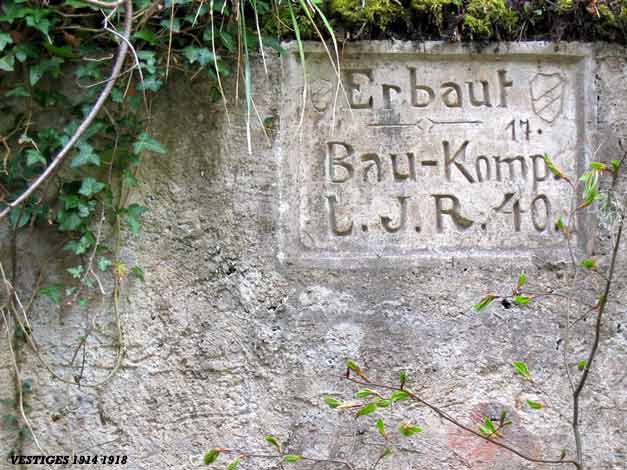 Erbaut
17.
Bau-Komp.
L.J.R.40.
VESTIGES 1914-1918